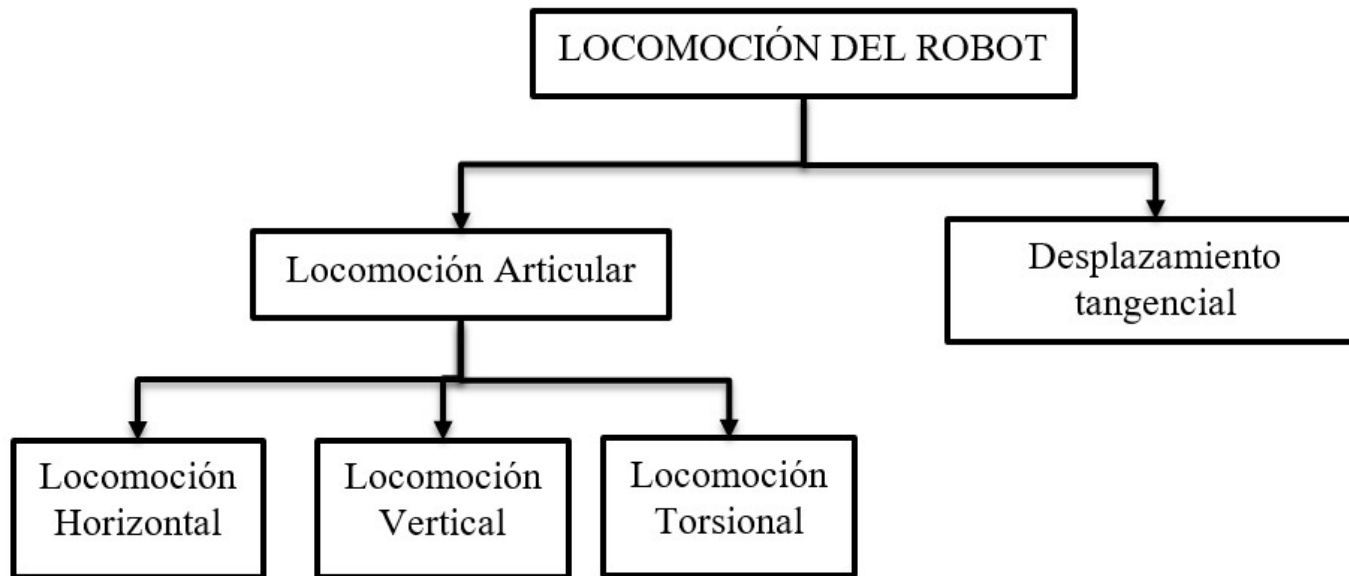 LOCOMOCIÓN DEL ROBOT
Locomoción Articular
Desplazamiento
tangencial
Locomoción
Horizontal
Locomoción
Vertical
Locomoción
Torsional